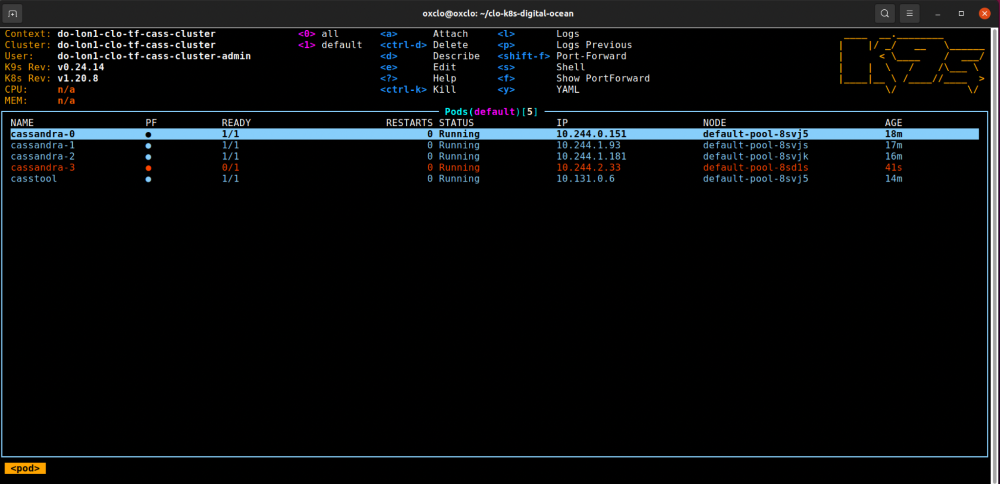 oxclo@oxclo: ~/clo-k8s-digital-ocean
Context: do-lon1-clo-tf-cass-cluster <0> all <a> Attach <l> Logs
Cluster: do-lon1-clo-tf-cass-cluster <1> default <ctrl-d> Delete <p> Logs Previous
User: do-lon1-clo-tf-cass-cluster-admin <d> Describe <shift-f> Port-Forward
K9s Rev: v0.24.14 <e> Edit <s> Shell
K8s Rev: v1.20.8 <?> Help <f> Show PortForward
CPU: n/a <ctrl-k> Kill <y> YAML
MEM: n/a
Pods(default)[5]
NAME PF READY RESTARTS STATUS IP NODE AGE
cassandra-0 ● 1/1 0 Running 10.244.0.151 default-pool-8svj5 18m
cassandra-1 ● 1/1 0 Running 10.244.1.93 default-pool-8svjs 17m
cassandra-2 ● 1/1 0 Running 10.244.1.181 default-pool-8svjk 16m
cassandra-3 ● 0/1 0 Running 10.244.2.33 default-pool-8sd1s 41s
casstool ● 1/1 0 Running 10.131.0.6 default-pool-8svj5 14m
<pod>